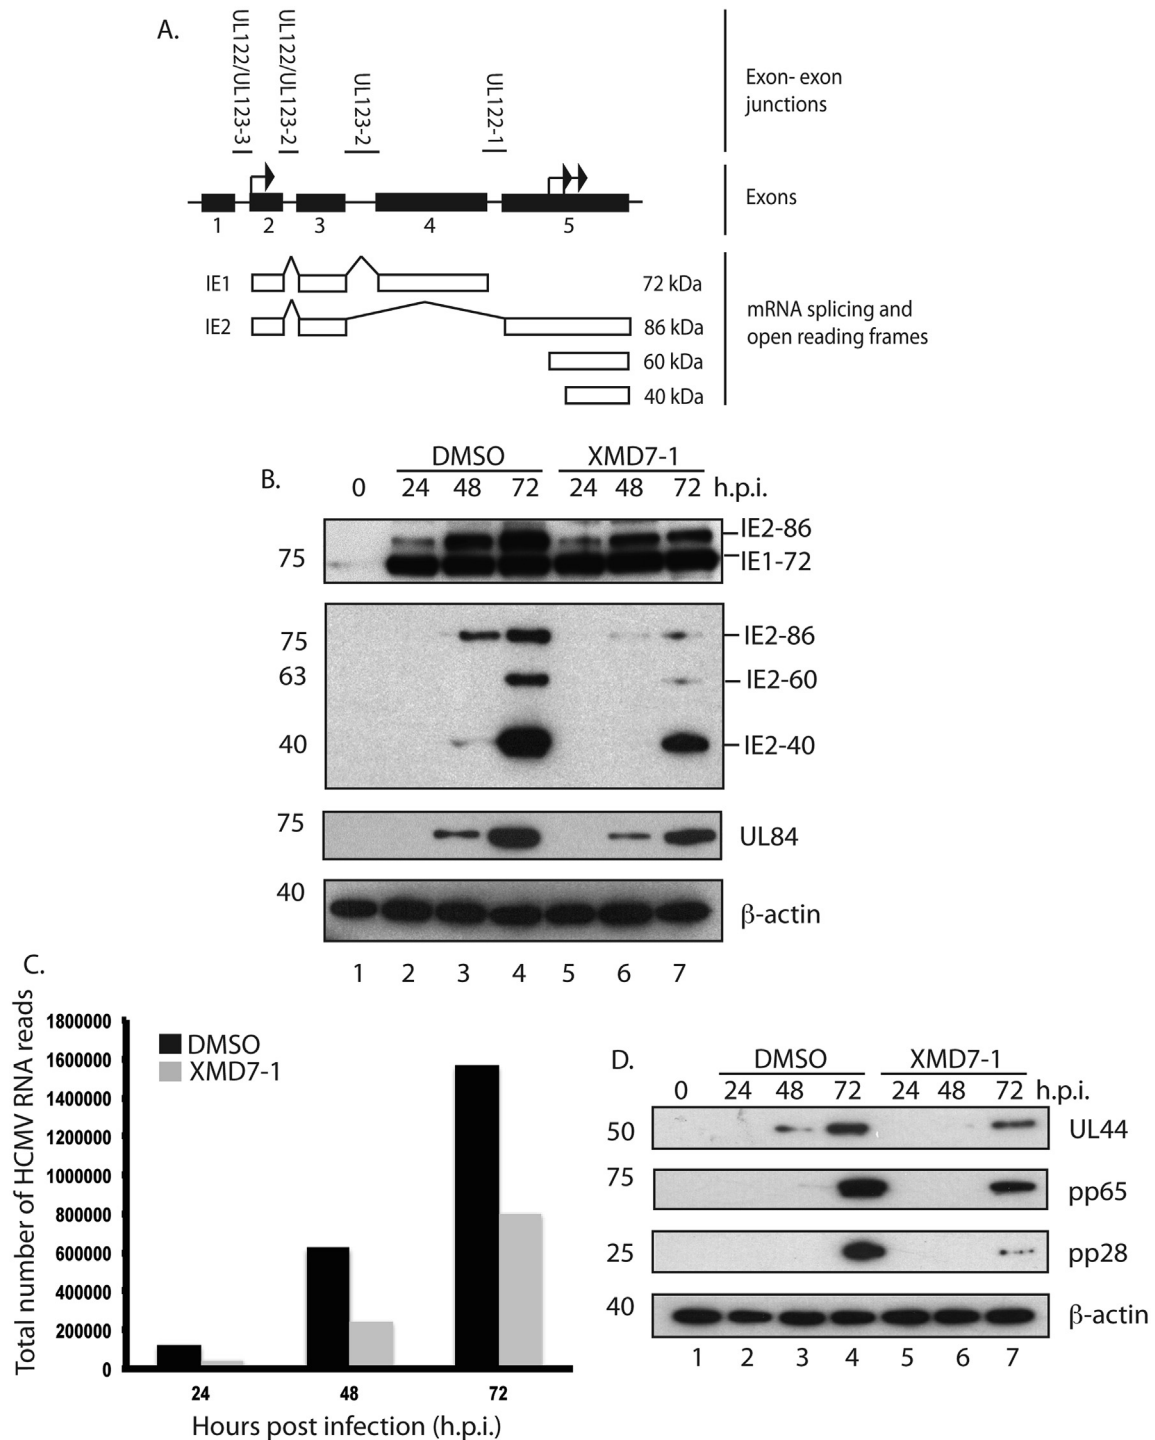 A.
UL122/UL123-3
UL122/UL123-2
UL123-2
UL122-1
Exon- exon
junctions
Exons
1 2 3 4 5
IE1
72 kDa
IE2
86 kDa
60 kDa
40 kDa
mRNA splicing and
open reading frames
B.
DMSO XMD7-1
0 24 48 72 24 48 72 h.p.i.
75
IE2-86
IE1-72
75
63
40
IE2-86
IE2-60
IE2-40
75
UL84
40
β-actin
1 2 3 4 5 6 7
C.
Total number of HCMV RNA reads
1800000
1600000
1400000
1200000
1000000
800000
600000
400000
200000
0
DMSO
XMD7-1
24 48 72
Hours post infection (h.p.i.)
D.
DMSO XMD7-1
0 24 48 72 24 48 72 h.p.i.
50 UL44
75 pp65
25 pp28
40 β-actin
1 2 3 4 5 6 7